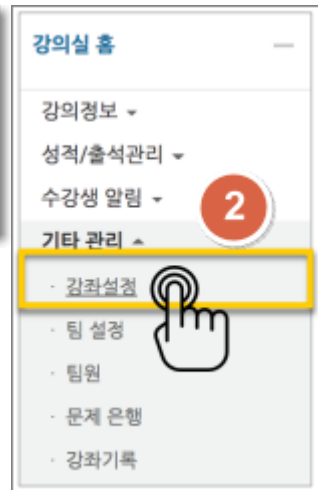 강의실 홈
강의정보
성적/출석관리
수강생 알림
2
기타 관리
· 강좌설정
· 팀 설정
· 팀원
· 문제 은행
· 강좌기록